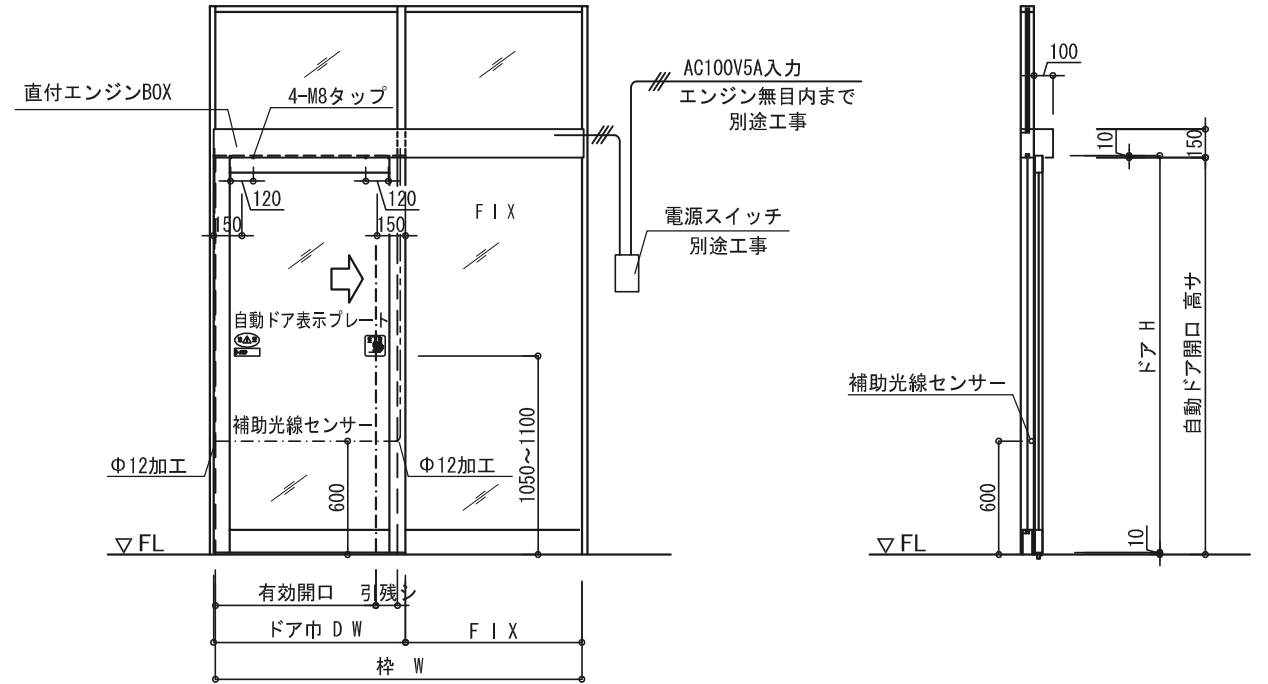 直付エンジンBOX
4-M8タップ
AC100V5A入力
エンジン無目内まで
別途工事
100
10
150
120
120
150
150
FIX
電源スイッチ
別途工事
自動ドア表示プレート
補助光線センサー
Φ12加工
Φ12加工
600
1050～1100
補助光線センサー
600
ドア H
自動ドア開口 高サ
10
▽FL
▽FL
有効開口
引残シ
ドア巾 DW
FIX
枠 W